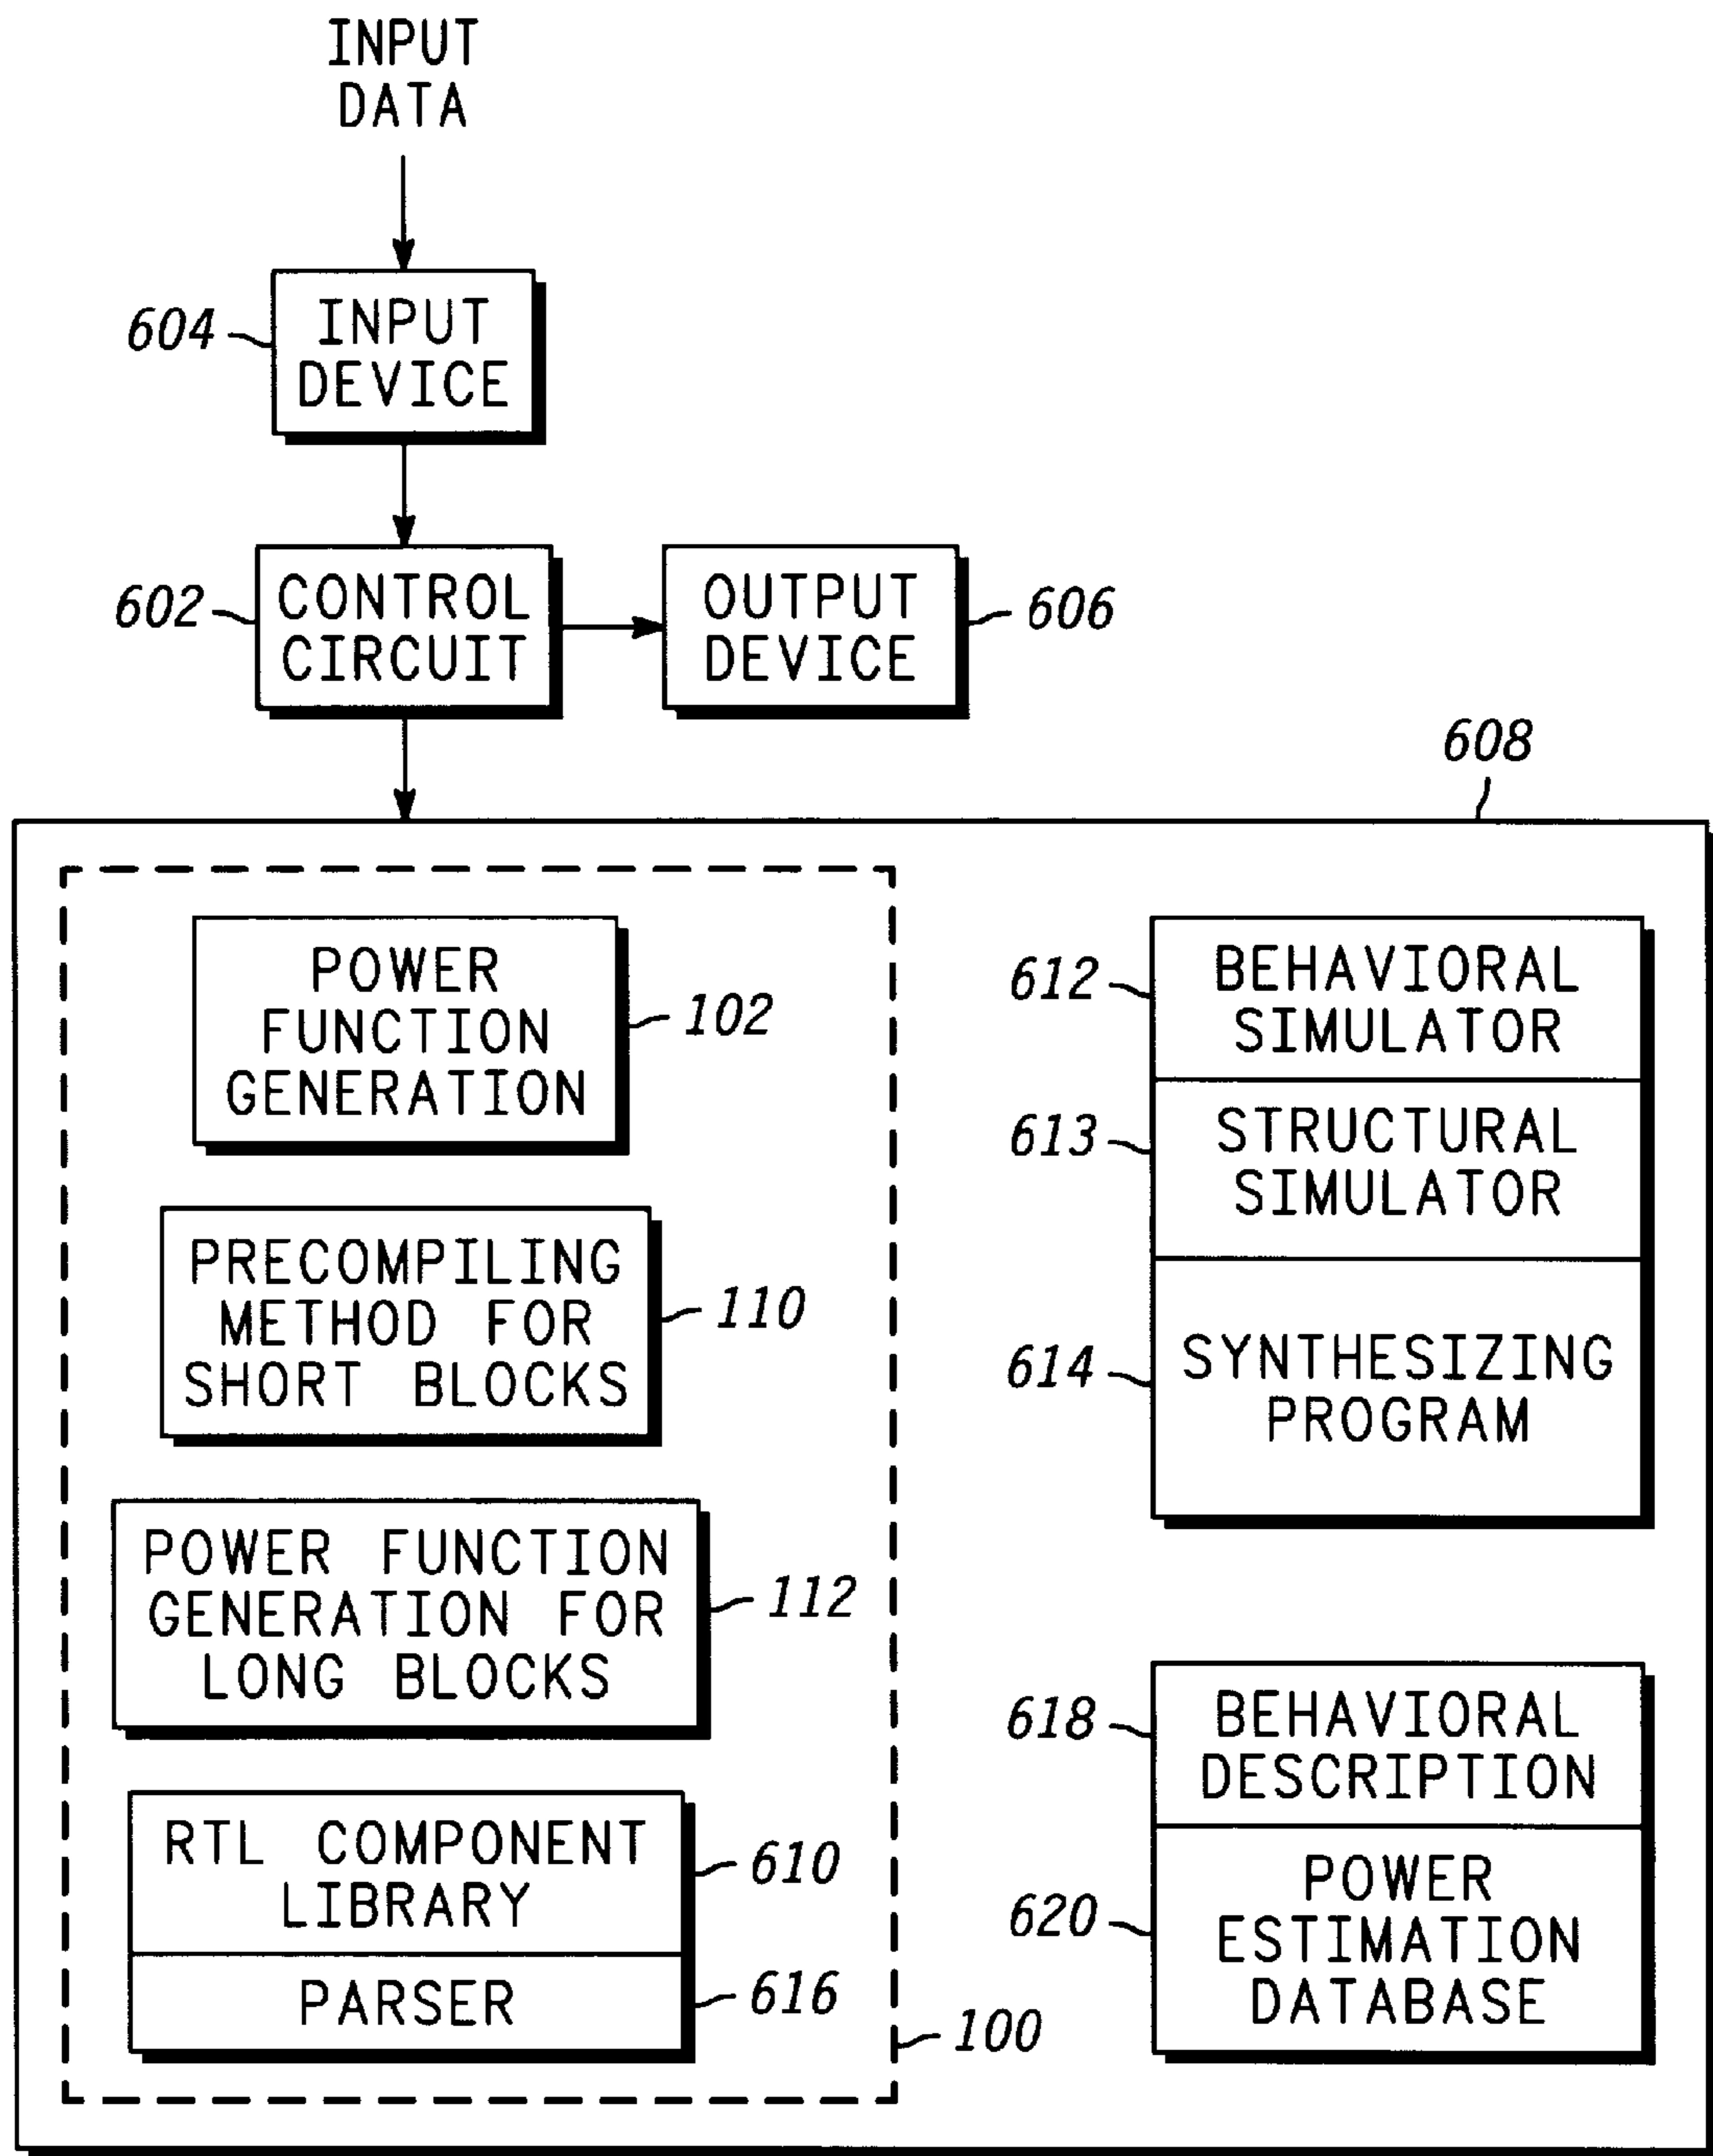 INPUT
DATA
604
INPUT
DEVICE
602
CONTROL
CIRCUIT
OUTPUT
DEVICE
606
608
POWER
FUNCTION
GENERATION
102
PRECOMPILING
METHOD FOR
SHORT BLOCKS
110
POWER FUNCTION
GENERATION FOR
LONG BLOCKS
112
RTL COMPONENT
LIBRARY
610
PARSER
616
100
612
BEHAVIORAL
SIMULATOR
613
STRUCTURAL
SIMULATOR
614
SYNTHESIZING
PROGRAM
618
BEHAVIORAL
DESCRIPTION
620
POWER
ESTIMATION
DATABASE